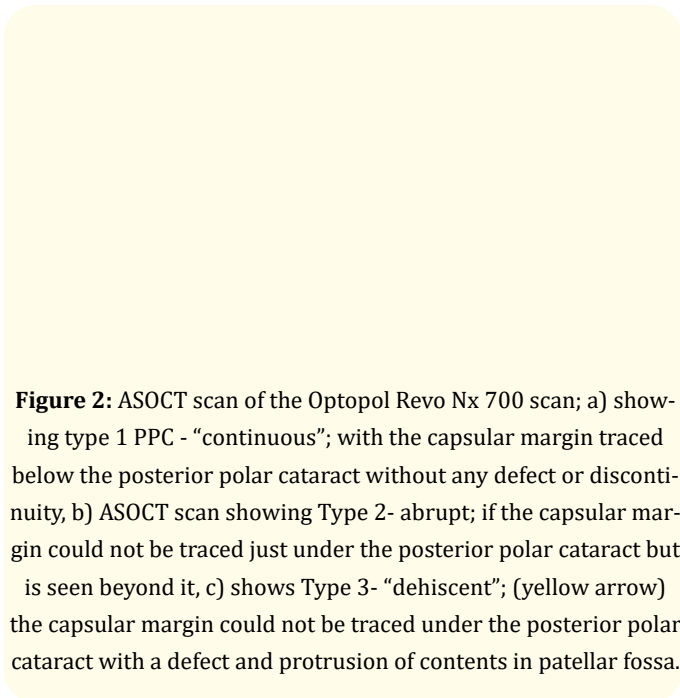 Figure 2: ASOCT scan of the Optopol Revo Nx 700 scan; a) show-
ing type 1 PPC - “continuous”; with the capsular margin traced
below the posterior polar cataract without any defect or disconti-
nuity, b) ASOCT scan showing Type 2- abrupt; if the capsular mar-
gin could not be traced just under the posterior polar cataract but
is seen beyond it, c) shows Type 3- “dehiscent”; (yellow arrow)
the capsular margin could not be traced under the posterior polar
cataract with a defect and protrusion of contents in patellar fossa.